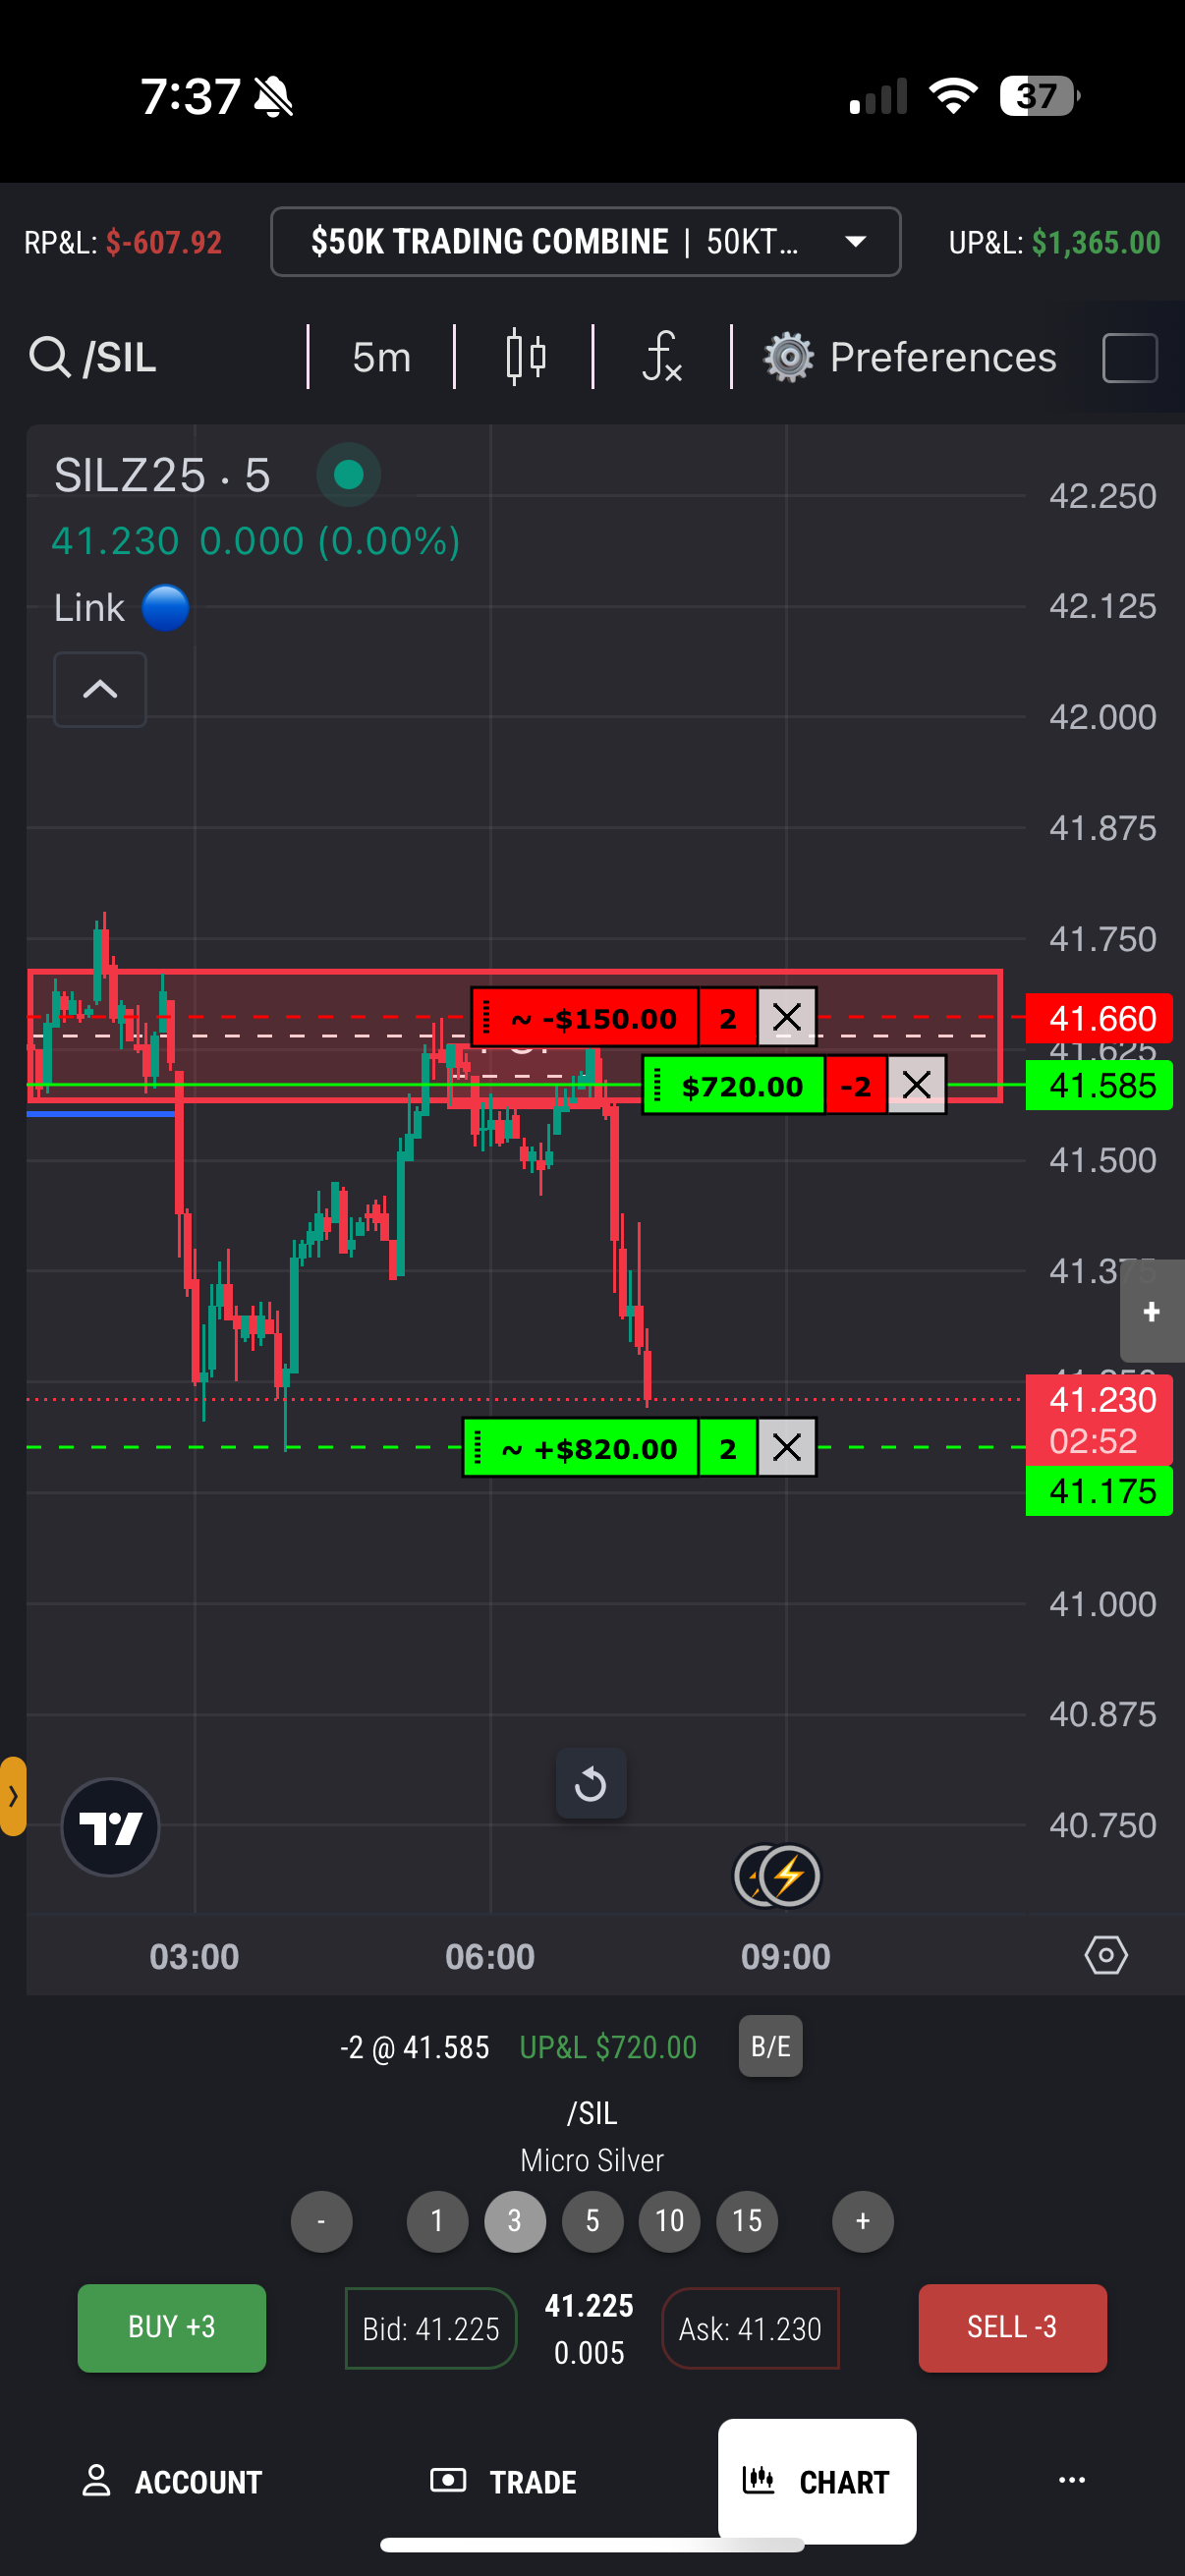 7:37
37
RP&L: $-607.92
$50K TRADING COMBINE | 50KT...
UP&L: $1,365.00
/SIL
5m
Preferences
SILZ25 · 5
41.230 0.000 (0.00%)
Link
42.250
42.125
42.000
41.875
41.750
~ -$150.00 2
41.660
41.625
$720.00 -2
41.585
41.500
41.375
+
41.230
02:52
~ +$820.00 2
41.175
41.000
40.875
40.750
03:00 06:00 09:00
-2 @ 41.585 UP&L $720.00 B/E
/SIL
Micro Silver
- 1 3 5 10 15 +
BUY +3
Bid: 41.225
41.225
0.005
Ask: 41.230
SELL -3
ACCOUNT TRADE CHART ...